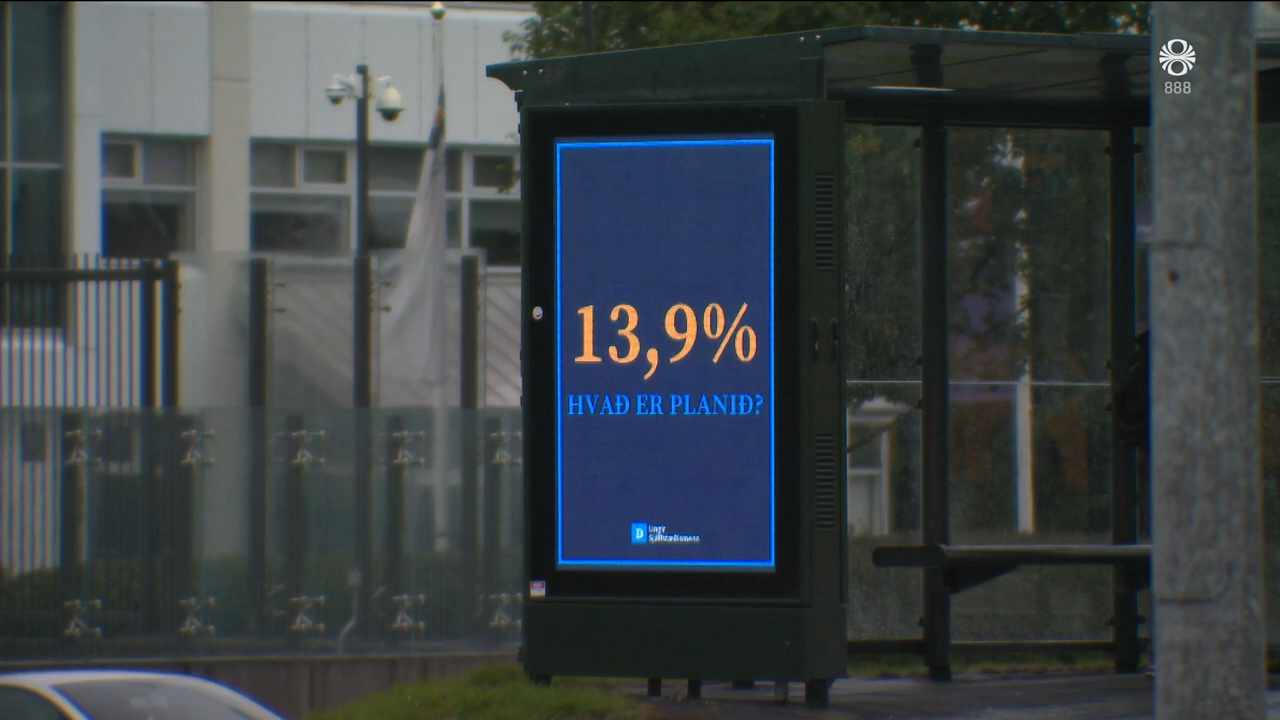 888
13,9%
HVAÐ ER PLANIÐ?
D Ungir
Sjálfstæðismenn